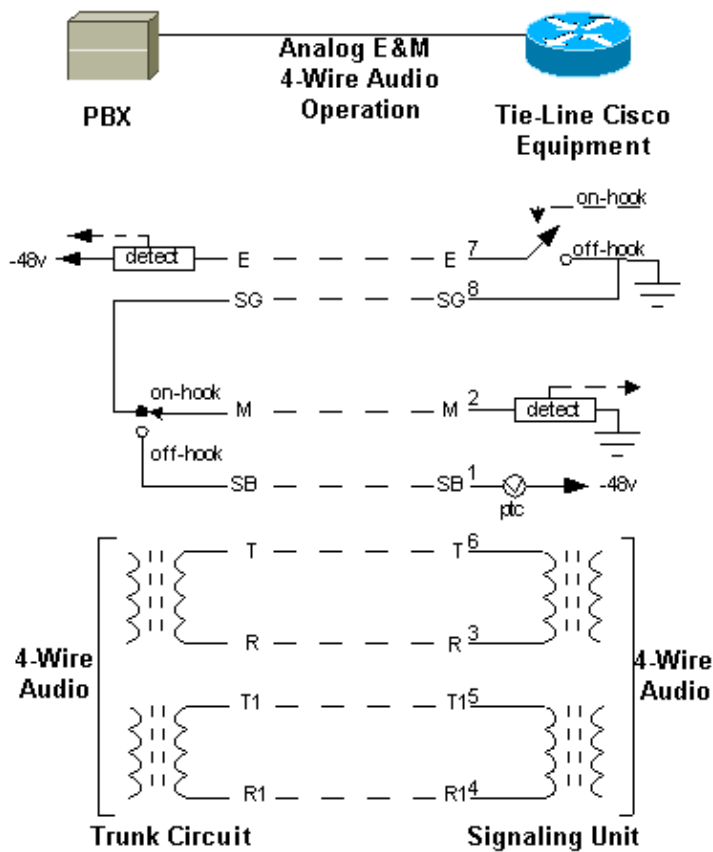 Analog E&M
4-Wire Audio
Operation
PBX
Tie-Line Cisco
Equipment
on-hook
-48v
detect
E
E
7
off-hook
SG
SG
8
on-hook
M
M
2
detect
off-hook
SB
SB
1
ptc
-48v
T
T
6
4-Wire
Audio
R
R
3
4-Wire
Audio
T1
T1
5
R1
R1
4
Trunk Circuit
Signaling Unit